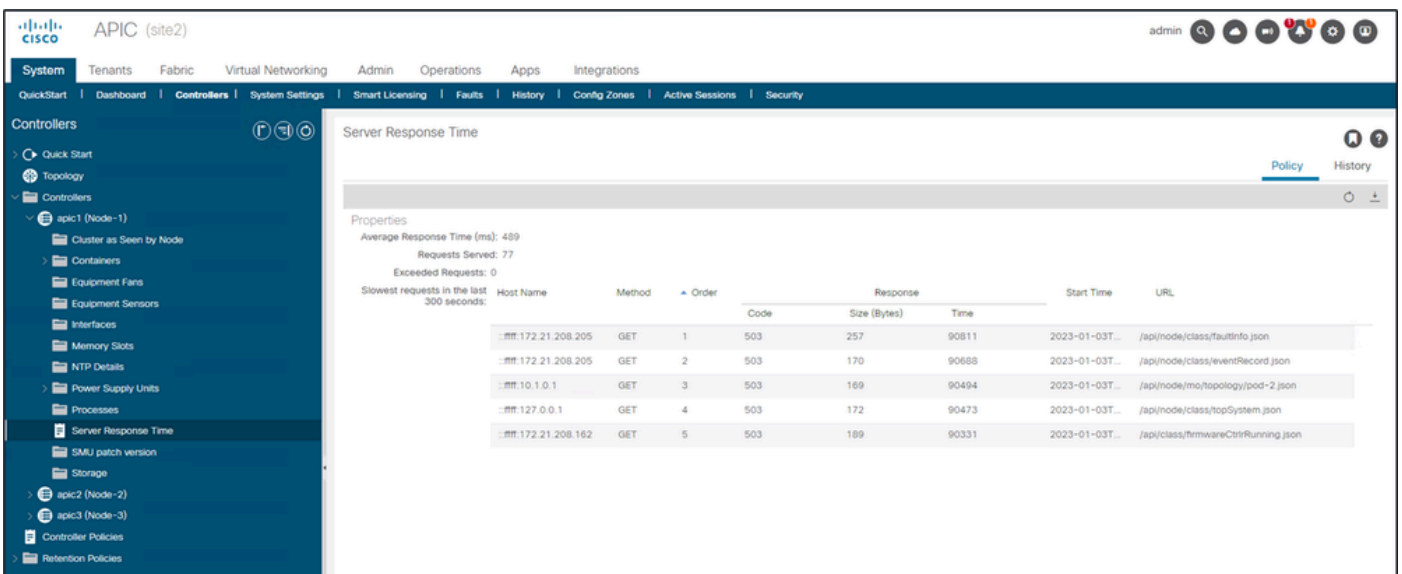 CISCO APIC (site2) admin 1 1
System Tenants Fabric Virtual Networking Admin Operations Apps Integrations
QuickStart | Dashboard | Controllers | System Settings | Smart Licensing | Faults | History | Config Zones | Active Sessions | Security
Controllers
Quick Start
Topology
Controllers
apic1 (Node-1)
Cluster as Seen by Node
Containers
Equipment Fans
Equipment Sensors
Interfaces
Memory Slots
NTP Details
Power Supply Units
Processes
Server Response Time
SMU patch version
Storage
apic2 (Node-2)
apic3 (Node-3)
Controller Policies
Retention Policies
Server Response Time
Policy History
Properties
Average Response Time (ms): 489
Requests Served: 77
Exceeded Requests: 0
Slowest requests in the last
300 seconds:
Host Name Method Order Response Start Time URL
Code Size (Bytes) Time
::ffff:172.21.208.205 GET 1 503 257 90811 2023-01-03T... /api/node/class/faultInfo.json
::ffff:172.21.208.205 GET 2 503 170 90688 2023-01-03T... /api/node/class/eventRecord.json
::ffff:10.1.0.1 GET 3 503 169 90494 2023-01-03T... /api/node/mo/topology/pod-2.json
::ffff:127.0.0.1 GET 4 503 172 90473 2023-01-03T... /api/node/class/topSystem.json
::ffff:172.21.208.162 GET 5 503 189 90331 2023-01-03T... /api/class/firmwareCtrlrRunning.json